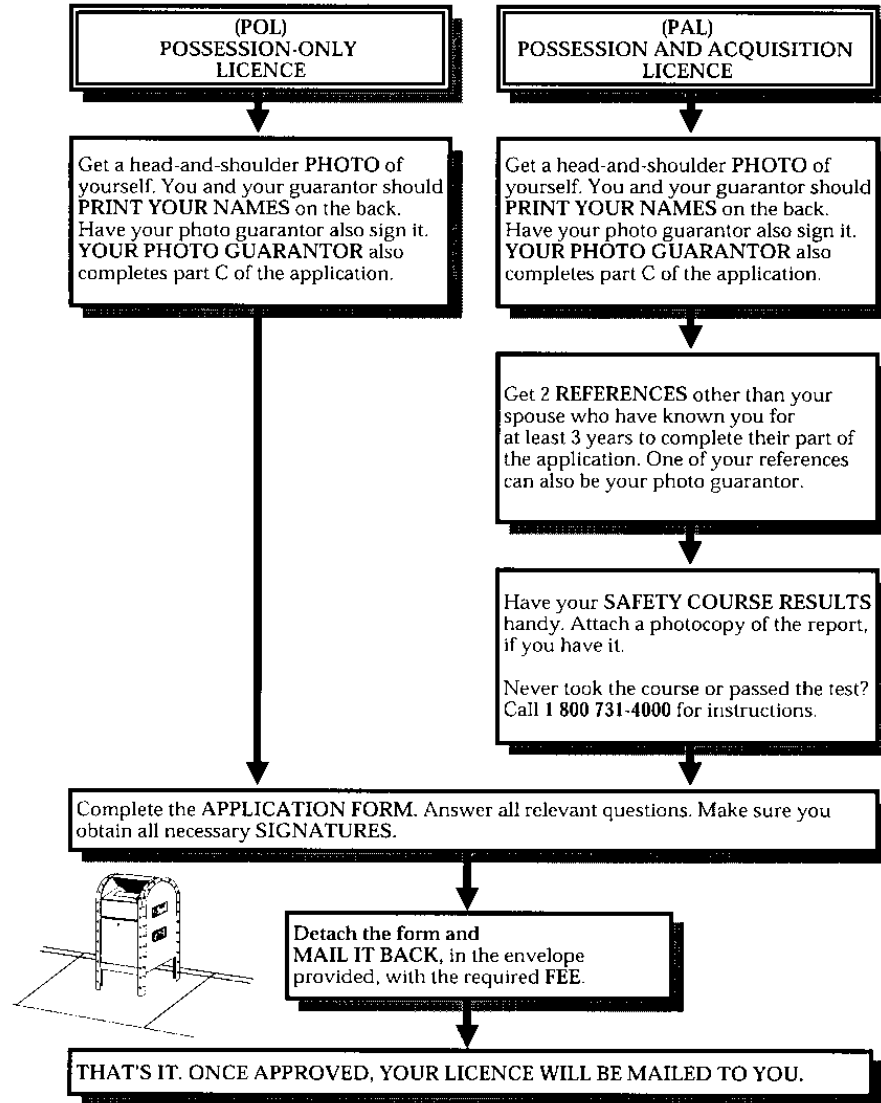 (POL)
POSSESSION-ONLY
LICENCE
Get a head-and-shoulder PHOTO of
yourself. You and your guarantor should
PRINT YOUR NAMES on the back.
Have your photo guarantor also sign it.
YOUR PHOTO GUARANTOR also
completes part C of the application.
(PAL)
POSSESSION AND ACQUISITION
LICENCE
Get a head-and-shoulder PHOTO of
yourself. You and your guarantor should
PRINT YOUR NAMES on the back.
Have your photo guarantor also sign it.
YOUR PHOTO GUARANTOR also
completes part C of the application.
Get 2 REFERENCES other than your
spouse who have known you for
at least 3 years to complete their part of
the application. One of your references
can also be your photo guarantor.
Have your SAFETY COURSE RESULTS
handy. Attach a photocopy of the report,
if you have it.
Never took the course or passed the test?
Call 1 800 731-4000 for instructions.
Complete the APPLICATION FORM. Answer all relevant questions. Make sure you
obtain all necessary SIGNATURES.
Detach the form and
MAIL IT BACK, in the envelope
provided, with the required FEE.
THAT'S IT. ONCE APPROVED, YOUR LICENCE WILL BE MAILED TO YOU.